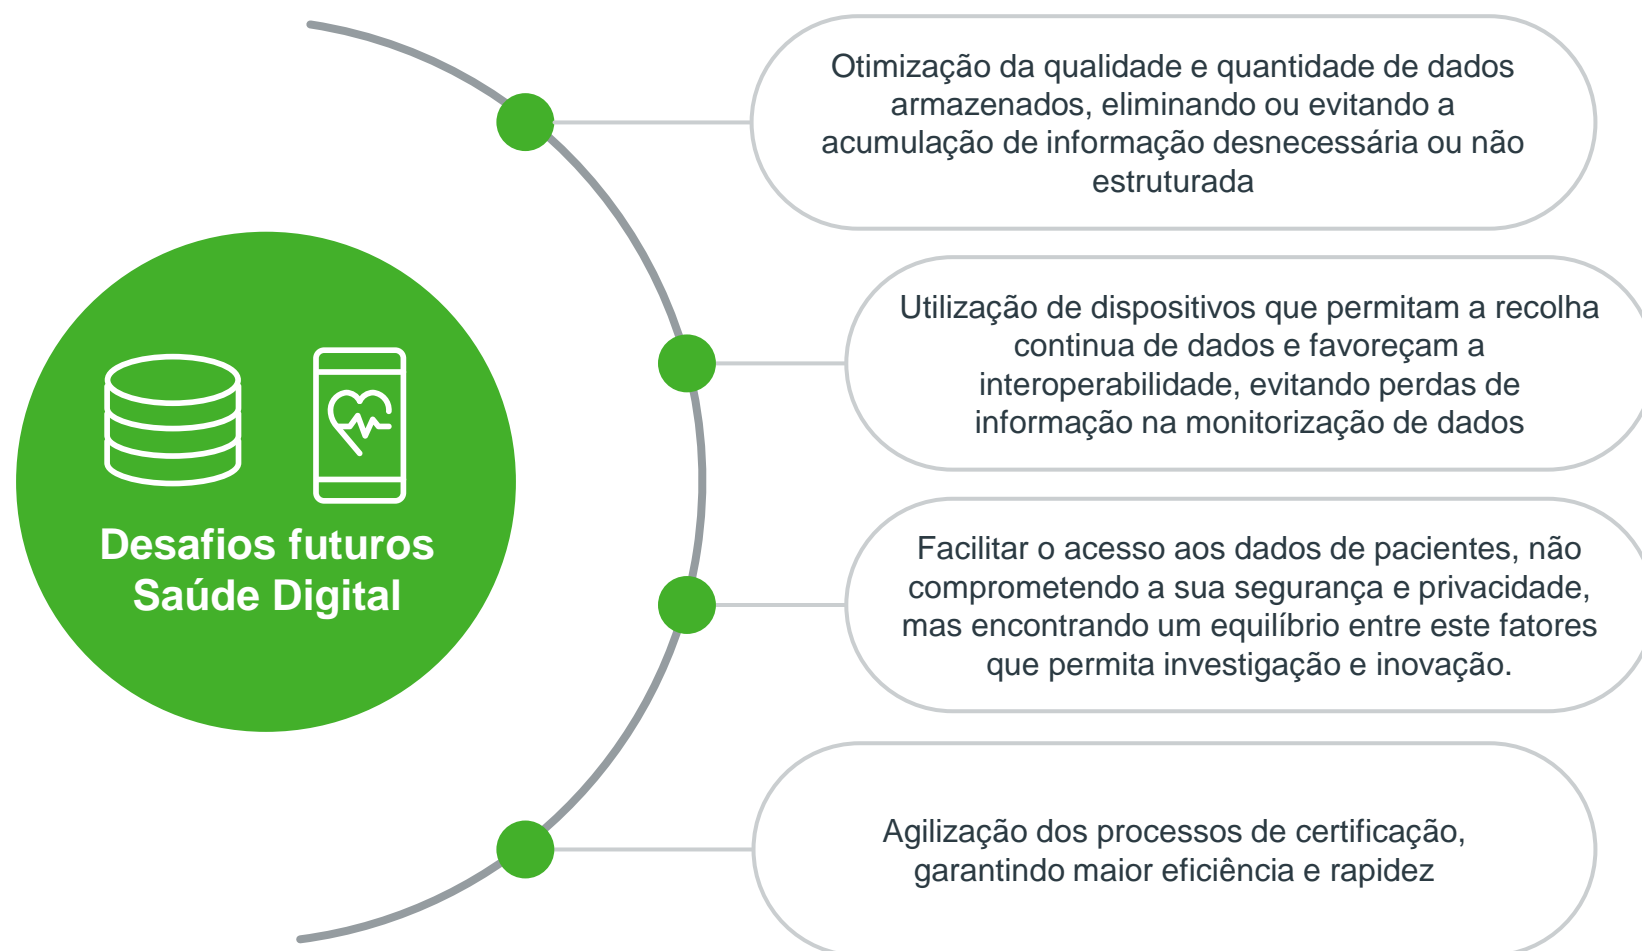 Desafios futuros
Saúde Digital
Otimização da qualidade e quantidade de dados
armazenados, eliminando ou evitando a
acumulação de informação desnecessária ou não
estruturada
Utilização de dispositivos que permitam a recolha
continua de dados e favoreçam a
interoperabilidade, evitando perdas de
informação na monitorização de dados
Facilitar o acesso aos dados de pacientes, não
comprometendo a sua segurança e privacidade,
mas encontrando um equilíbrio entre este fatores
que permita investigação e inovação.
Agilização dos processos de certificação,
garantindo maior eficiência e rapidez